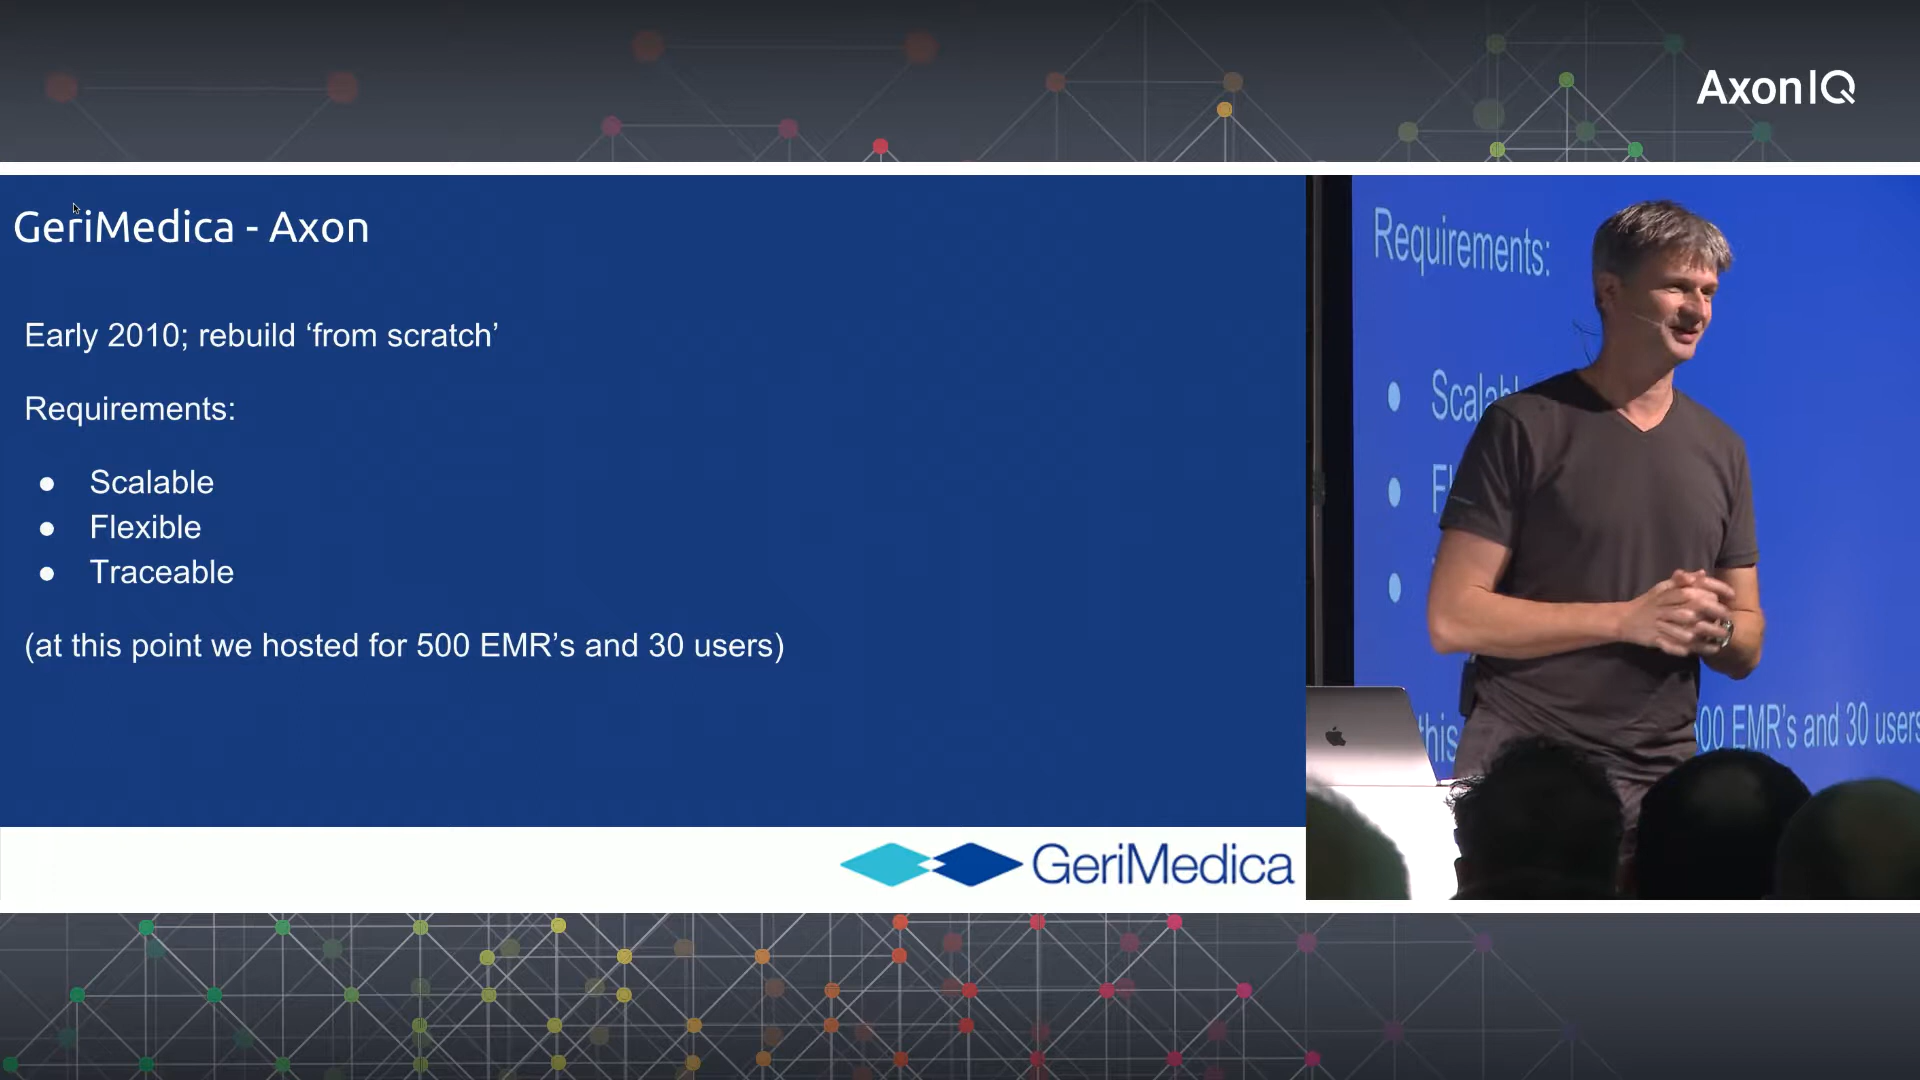 AxonIQ
GeriMedica - Axon
Early 2010; rebuild ‘from scratch’
Requirements:
● Scalable
● Flexible
● Traceable
(at this point we hosted for 500 EMR’s and 30 users)
GeriMedica
Requirements:
●
●
●
00 EMR’s and 30 users